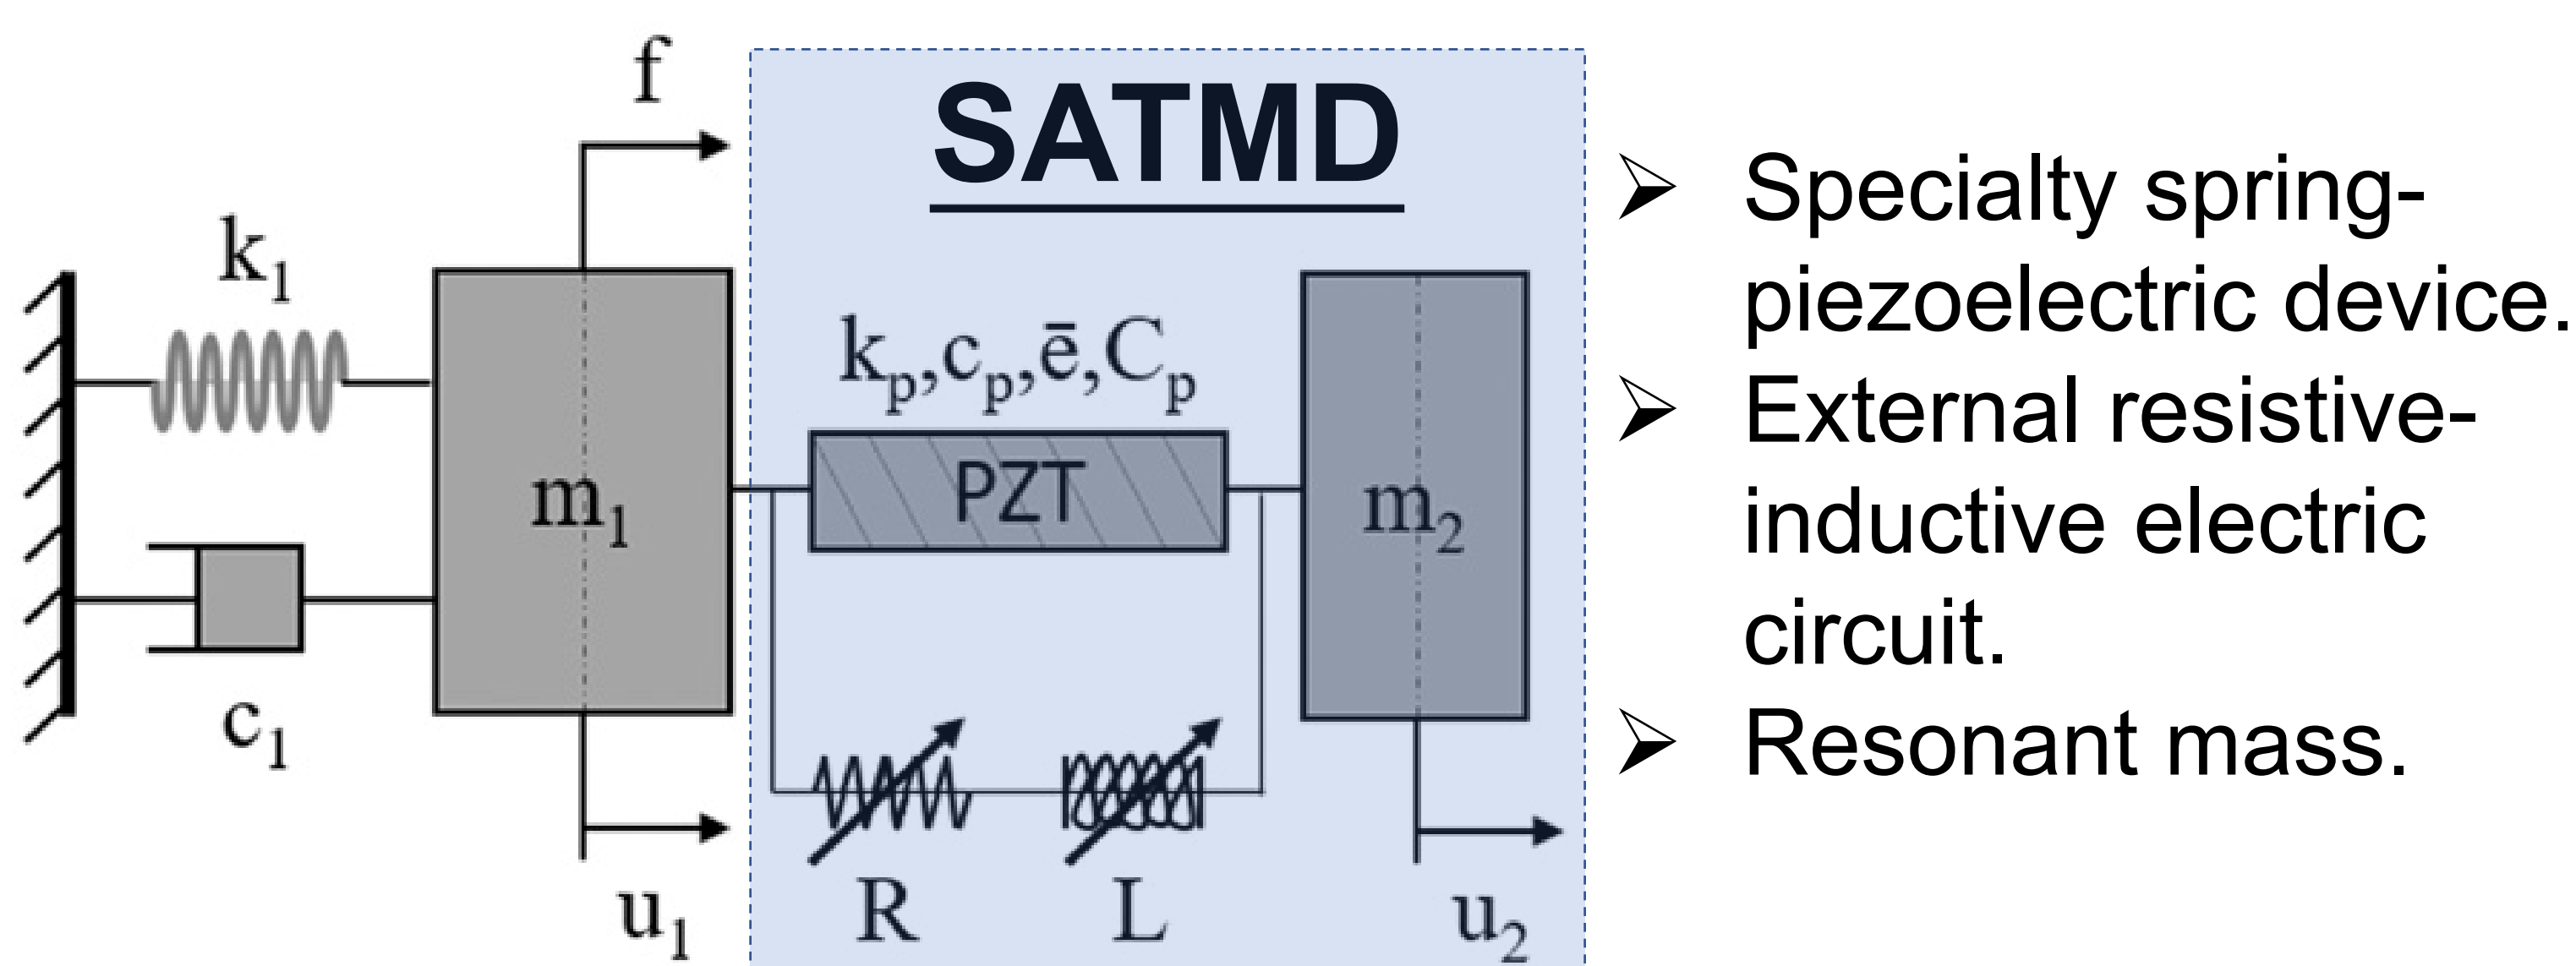 f
SATMD
k₁
kₚ,cₚ,ē,Cₚ
m₁
PZT
m₂
c₁
R
L
u₁
u₂
➢ Specialty spring-
piezoelectric device.
➢ External resistive-
inductive electric
circuit.
➢ Resonant mass.